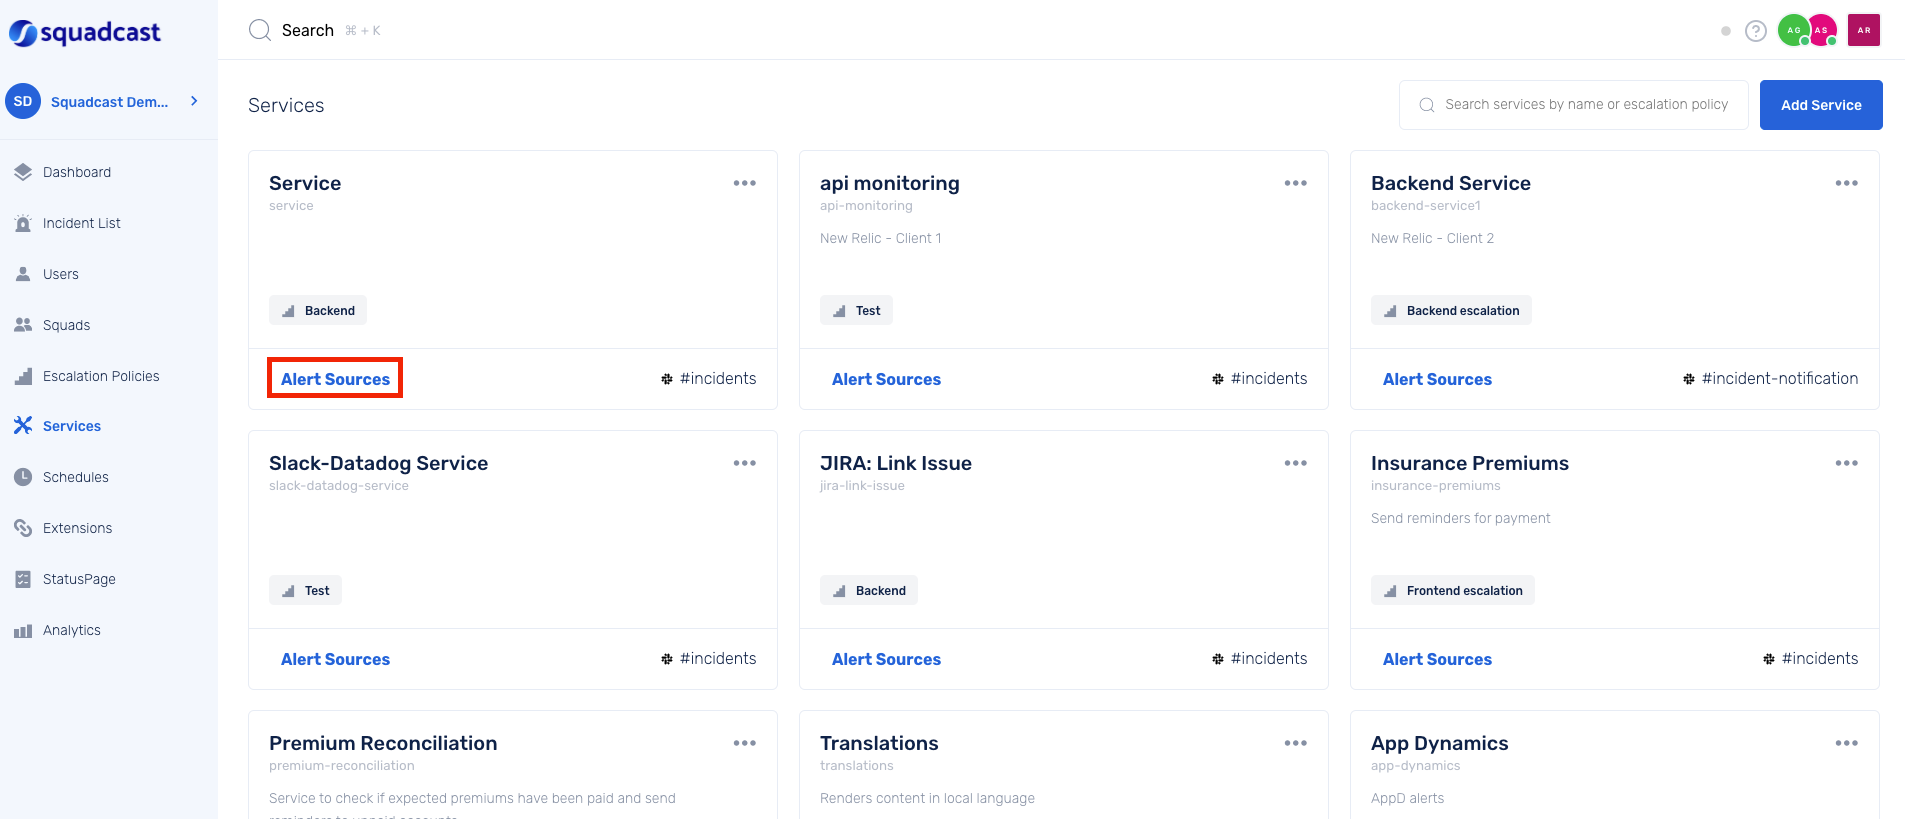 squadcast
Search ⌘ + K
AG
AS
AR
SD
Squadcast Dem...
Dashboard
Incident List
Users
Squads
Escalation Policies
Services
Schedules
Extensions
StatusPage
Analytics
Services
Search services by name or escalation policy
Add Service
Service
service
Backend
Alert Sources
#incidents
api monitoring
api-monitoring
New Relic - Client 1
Test
Alert Sources
#incidents
Backend Service
backend-service1
New Relic - Client 2
Backend escalation
Alert Sources
#incident-notification
Slack-Datadog Service
slack-datadog-service
Test
Alert Sources
#incidents
JIRA: Link Issue
jira-link-issue
Backend
Alert Sources
#incidents
Insurance Premiums
insurance-premiums
Send reminders for payment
Frontend escalation
Alert Sources
#incidents
Premium Reconciliation
premium-reconciliation
Service to check if expected premiums have been paid and send
Translations
translations
Renders content in local language
App Dynamics
app-dynamics
AppD alerts